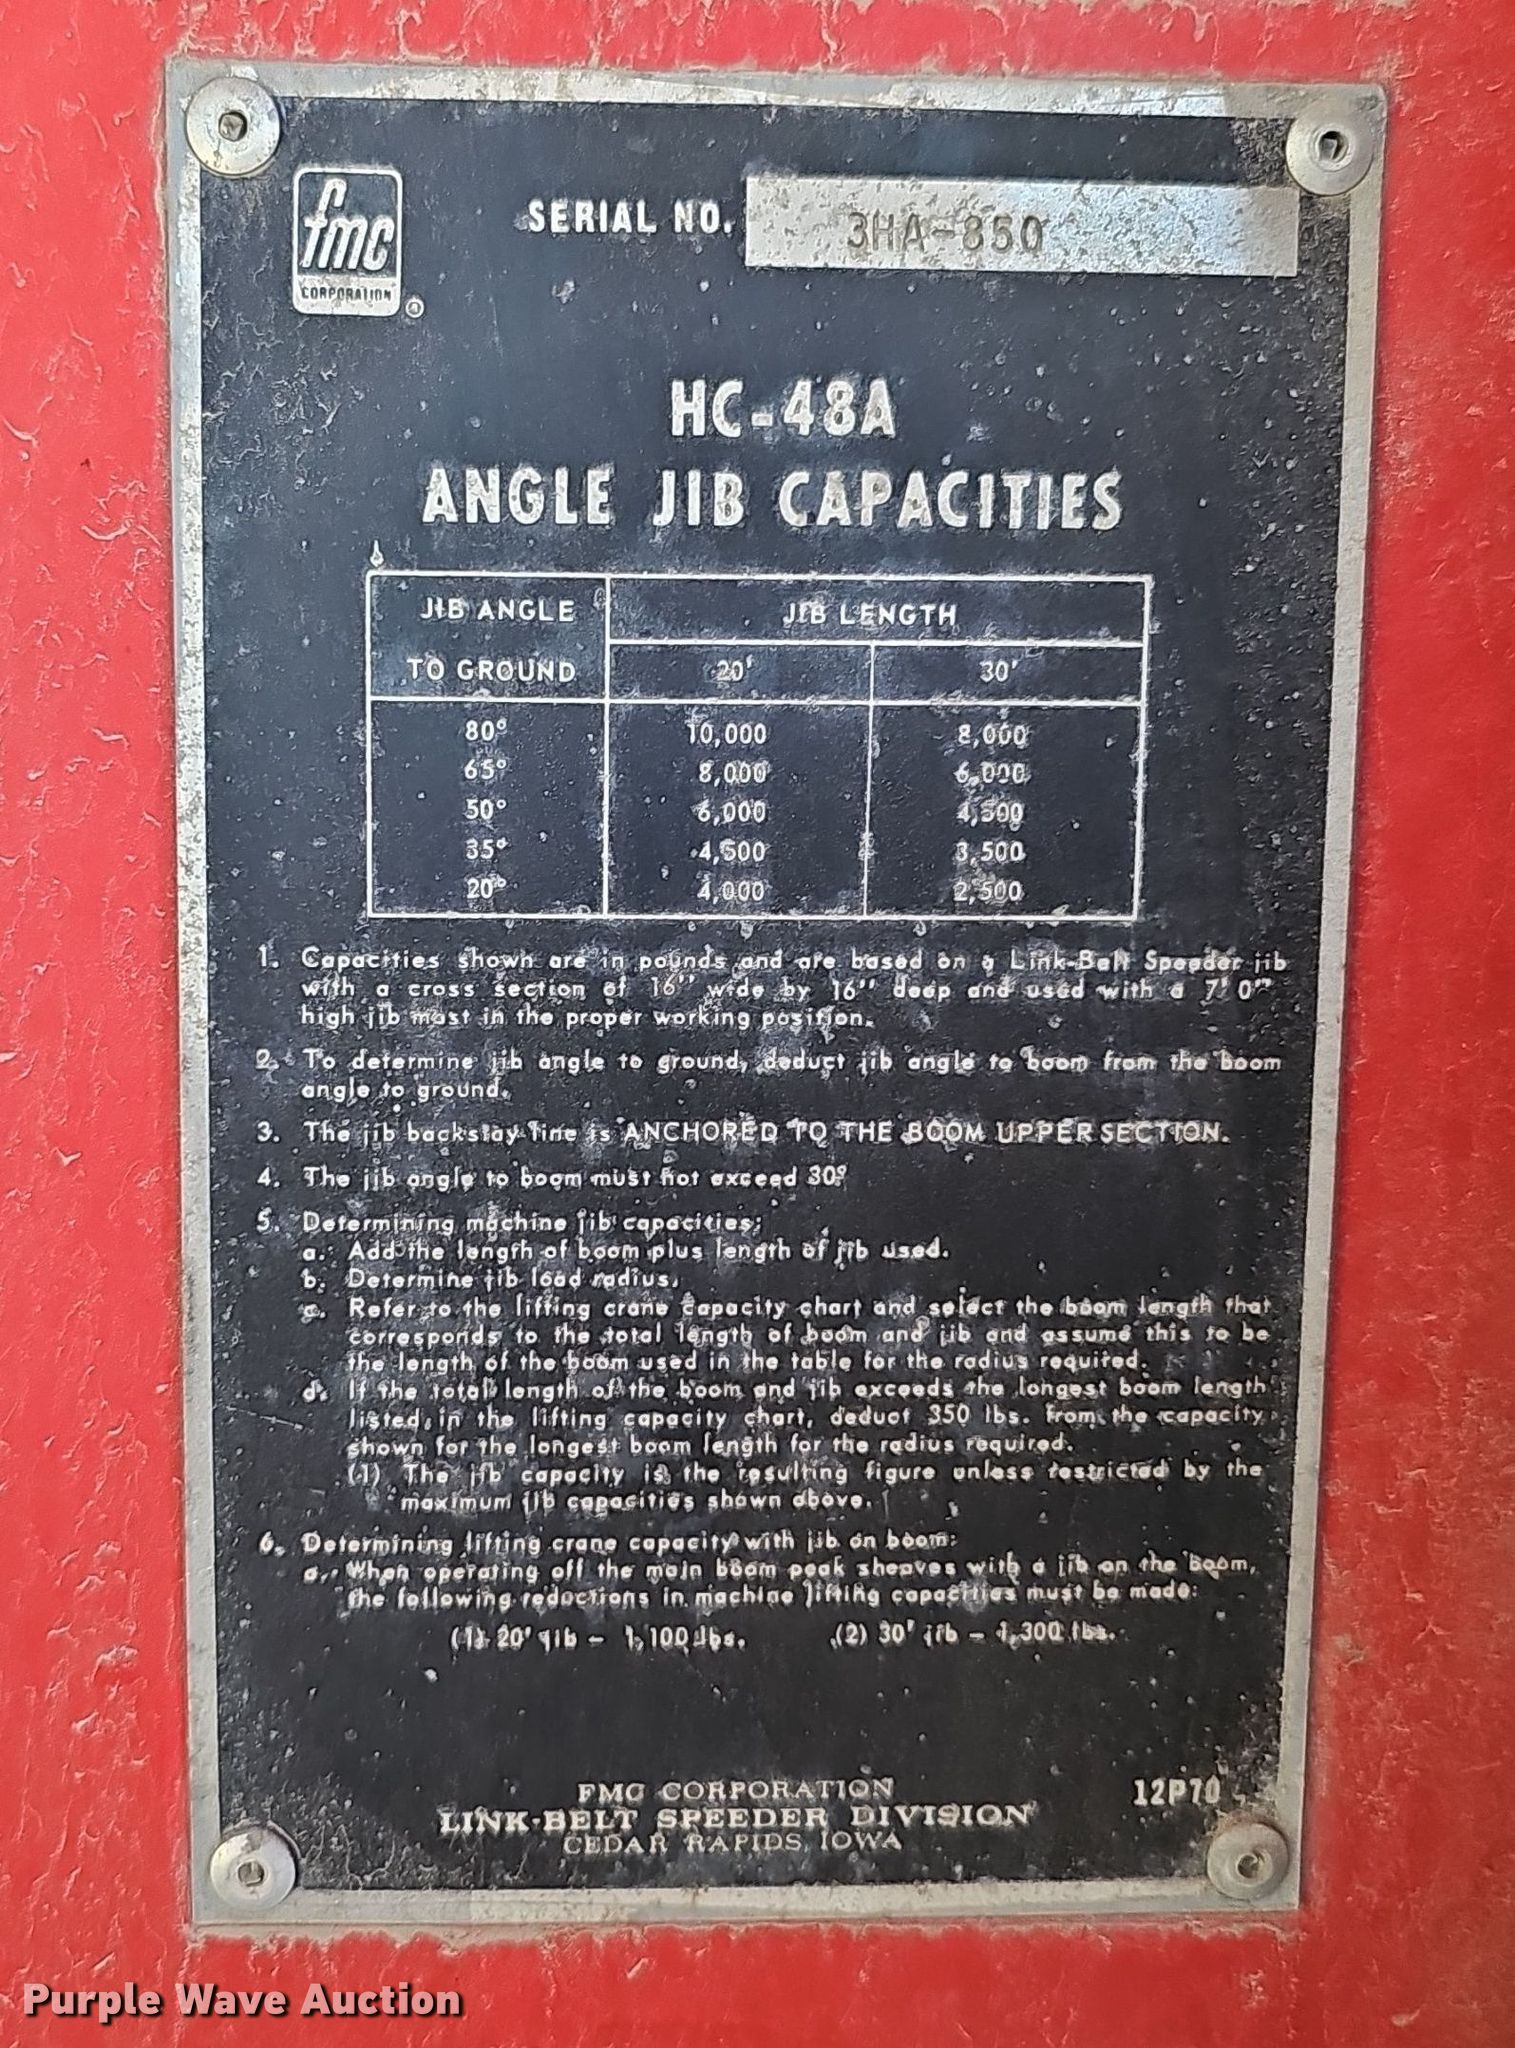 fmc
CORPORATION
®
SERIAL NO. 3HA-850
HC-48A
ANGLE JIB CAPACITIES
JIB ANGLE JIB LENGTH
TO GROUND 20' 30'
80° 10,000 8,000
65° 8,000 6,000
50° 6,000 4,500
35° 4,500 3,500
20° 4,000 2,500
1. Capacities shown are in pounds and are based on a Link-Belt Speeder jib
with a cross section of 16" wide by 16" deep and used with a 7' 0"
high jib mast in the proper working position.
2. To determine jib angle to ground, deduct jib angle to boom from the boom
angle to ground.
3. The jib backstay line is ANCHORED TO THE BOOM UPPER SECTION.
4. The jib angle to boom must not exceed 30°
5. Determining machine jib capacities:
a. Add the length of boom plus length of jib used.
b. Determine jib load radius.
c. Refer to the lifting crane capacity chart and select the boom length that
corresponds to the total length of boom and jib and assume this to be
the length of the boom used in the table for the radius required.
d. If the total length of the boom and jib exceeds the longest boom length
listed in the lifting capacity chart, deduct 350 lbs. from the capacity
shown for the longest boom length for the radius required.
(1) The jib capacity is the resulting figure unless restricted by the
maximum jib capacities shown above.
6. Determining lifting crane capacity with jib on boom:
a. When operating off the main boom peak sheaves with a jib on the boom,
the following reductions in machine lifting capacities must be made:
(1) 20' jib - 1,100 lbs. (2) 30' jib - 1,300 lbs.
FMC CORPORATION 12P70
LINK-BELT SPEEDER DIVISION
CEDAR RAPIDS, IOWA
Purple Wave Auction